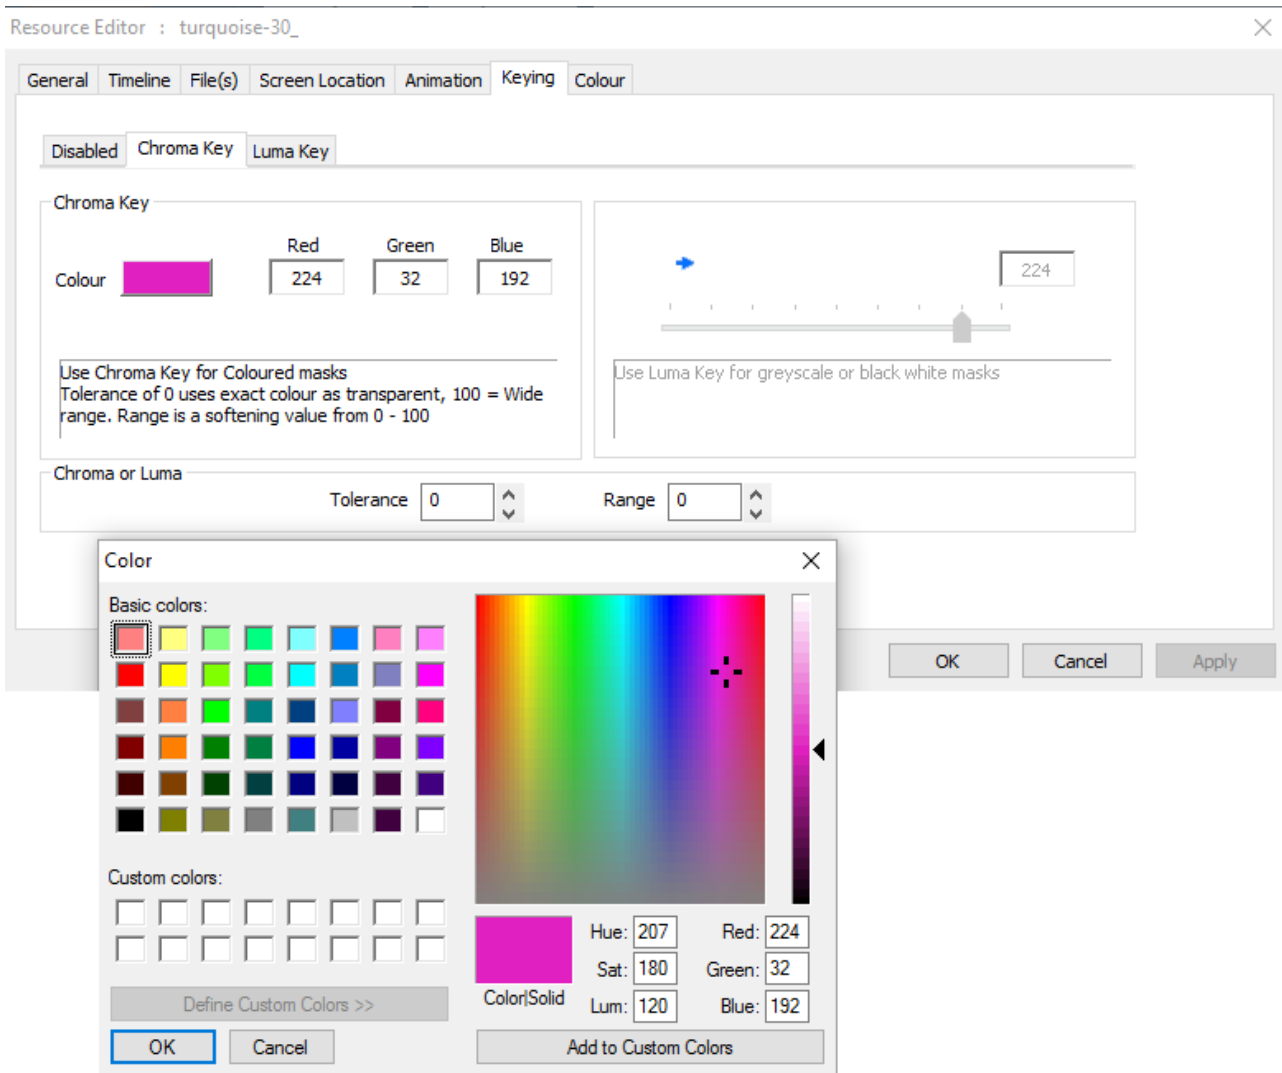 Resource Editor : turquoise-30_
General Timeline File(s) Screen Location Animation Keying Colour
Disabled Chroma Key Luma Key
Chroma Key
Red Green Blue
Colour 224 32 192
224
Use Chroma Key for Coloured masks
Tolerance of 0 uses exact colour as transparent, 100 = Wide
range. Range is a softening value from 0 - 100
Use Luma Key for greyscale or black white masks
Chroma or Luma
Tolerance 0 Range 0
OK Cancel Apply
Color
Basic colors:
Custom colors:
Define Custom Colors >>
OK Cancel
Color|Solid
Hue: 207 Red: 224
Sat: 180 Green: 32
Lum: 120 Blue: 192
Add to Custom Colors